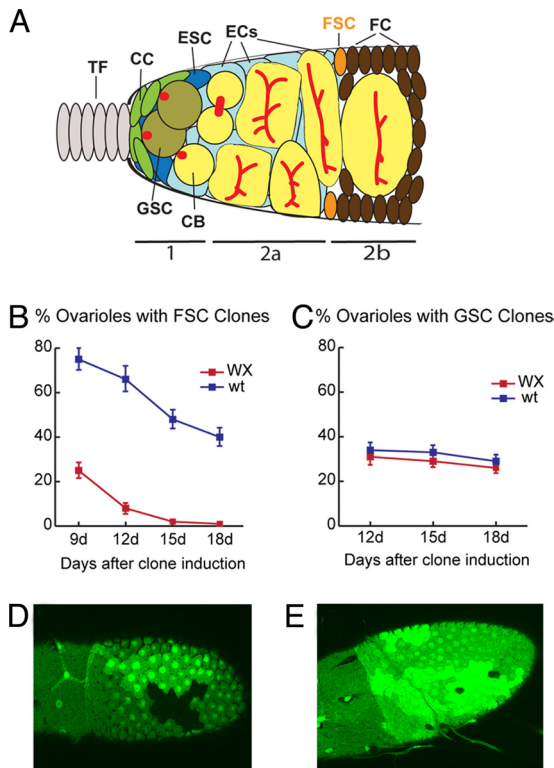 A
FSC FC
ESC ECs
CC
TF
GSC
CB
1 2a 2b
B % Ovarioles with FSC Clones
80
60
40
20
0
WX
wt
9d 12d 15d 18d
Days after clone induction
C % Ovarioles with GSC Clones
80
60
40
20
0
WX
wt
12d 15d 18d
Days after clone induction
D
E